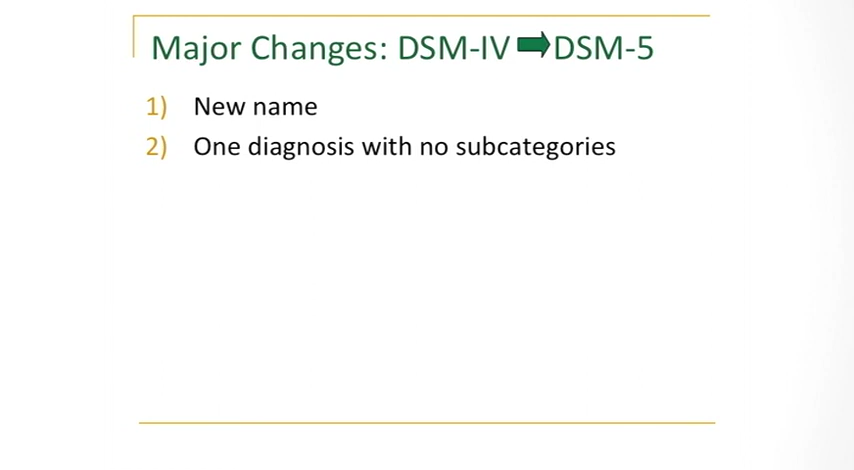 Major Changes: DSM-IV DSM-5
1) New name
2) One diagnosis with no subcategories